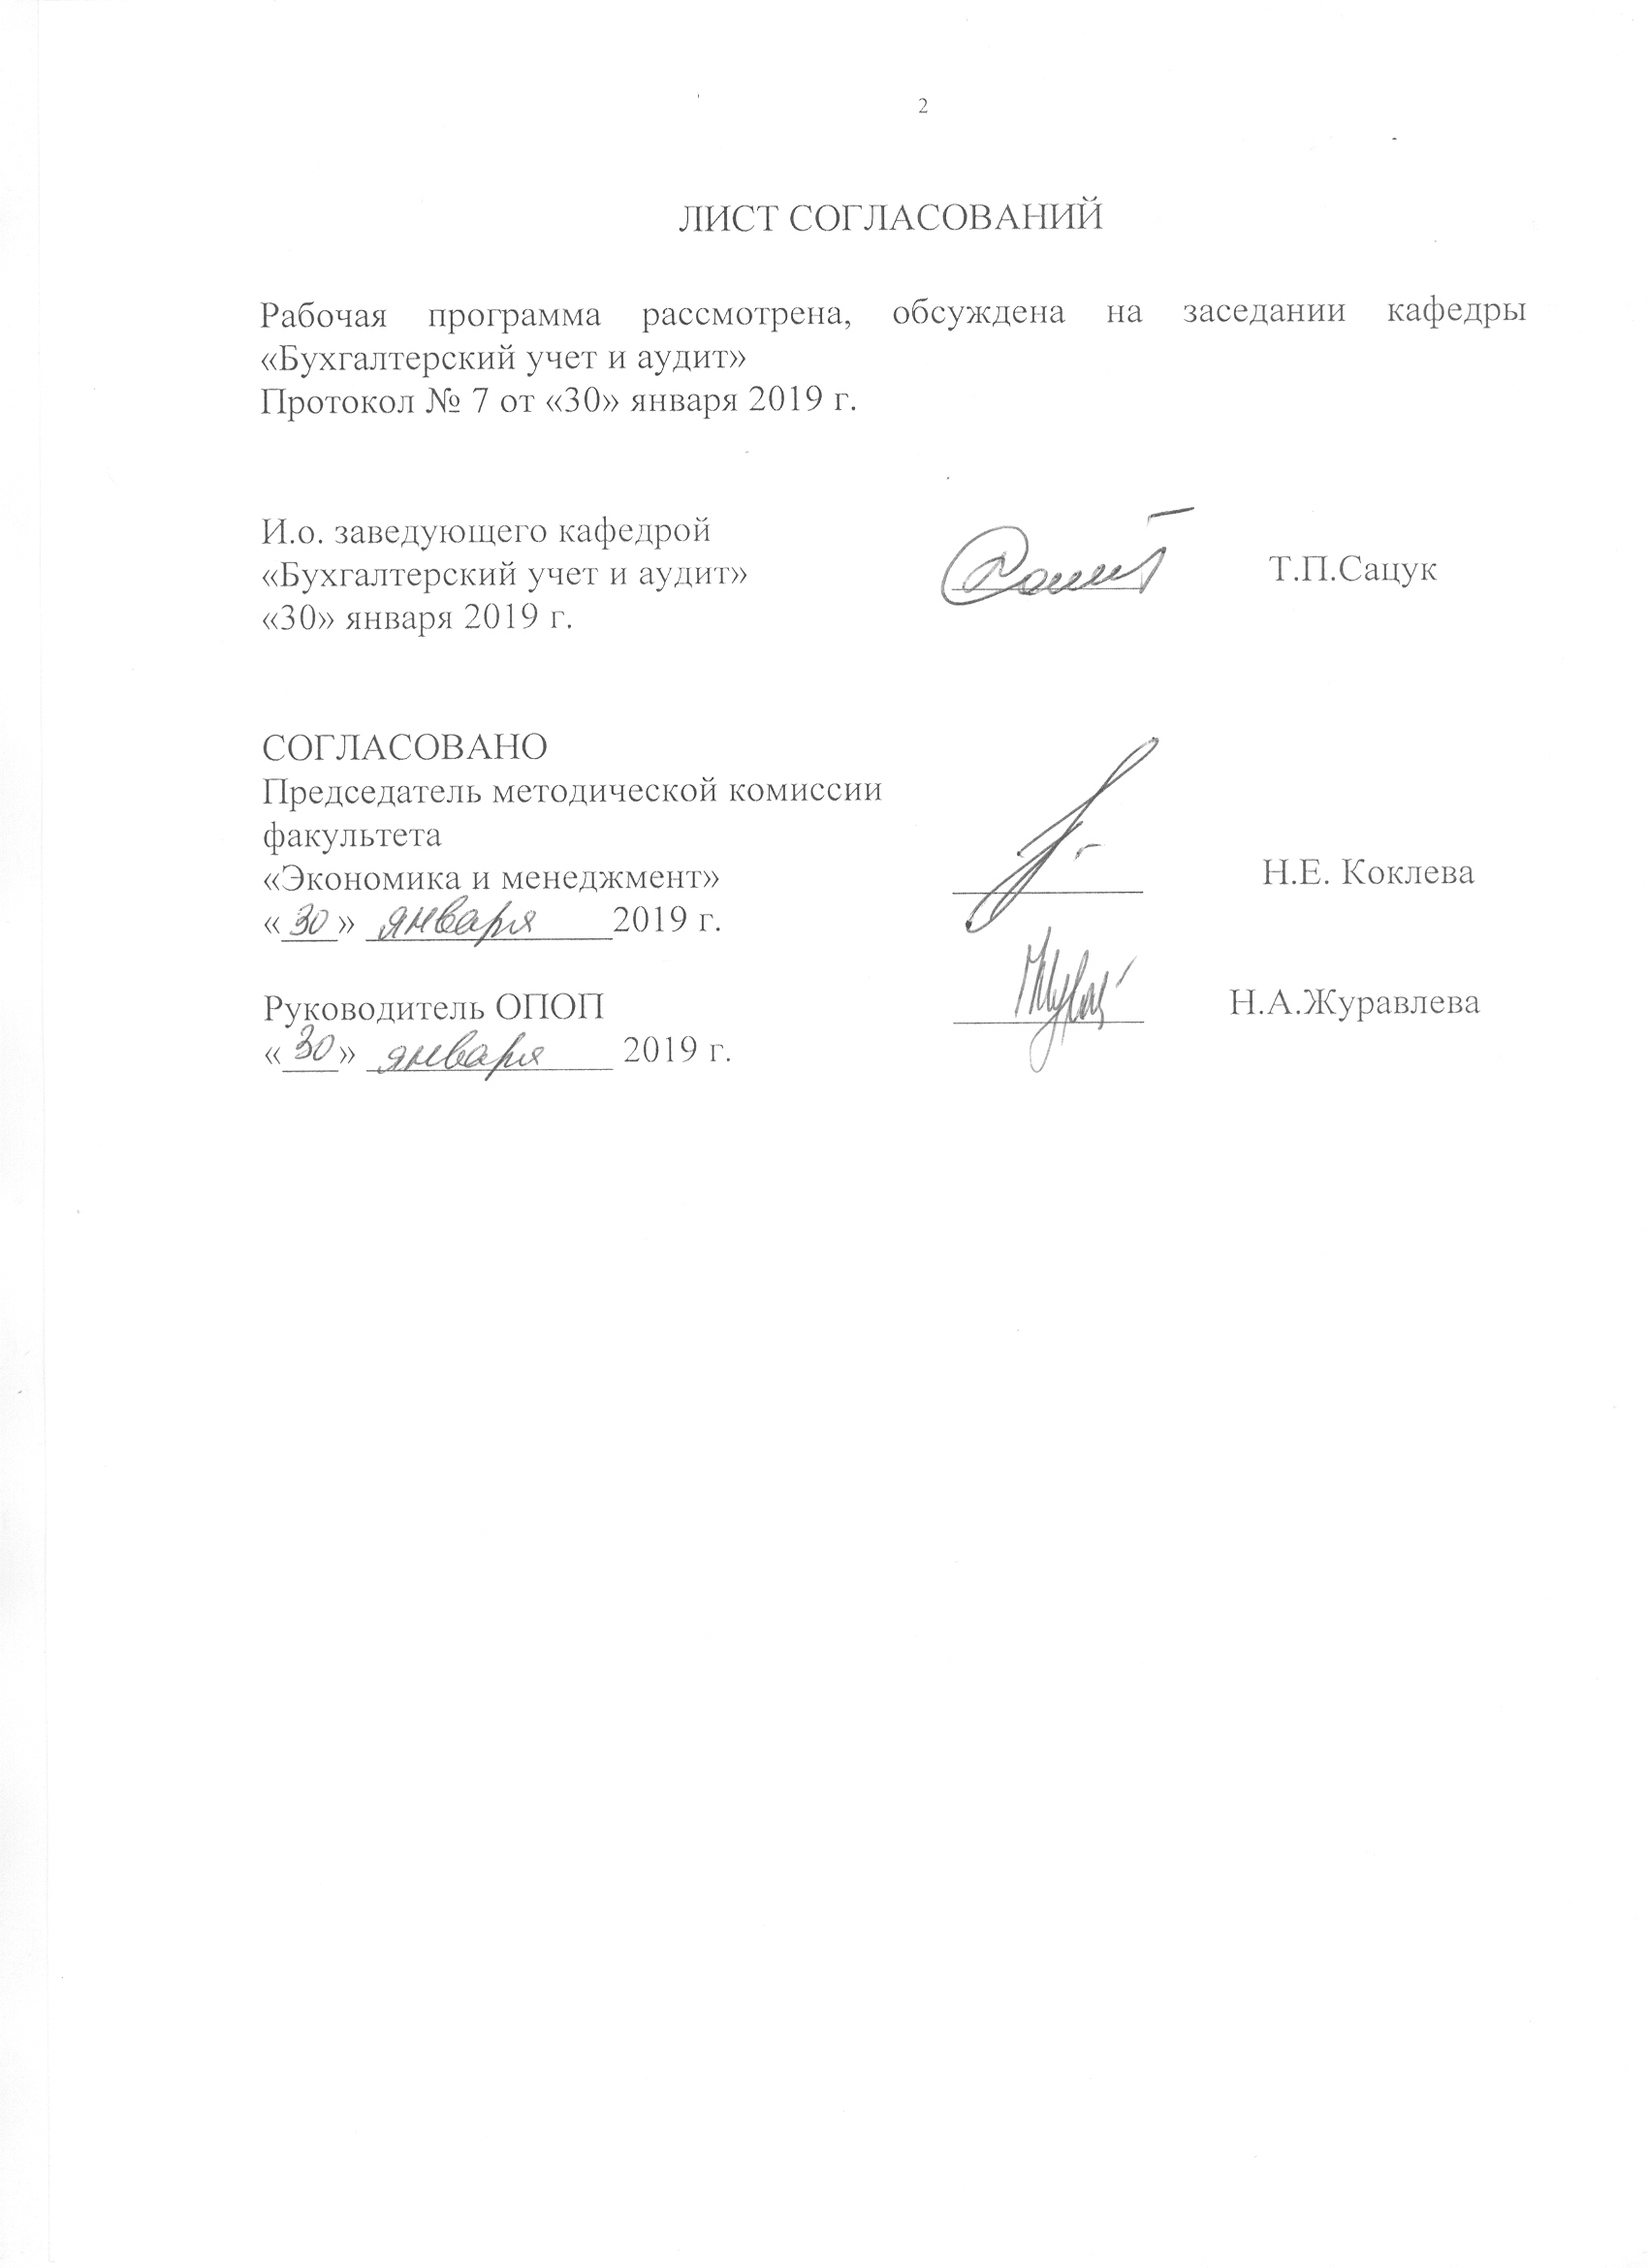 2
ЛИСТ СОГЛАСОВАНИЙ
Рабочая программа рассмотрена, обсуждена на заседании кафедры
«Бухгалтерский учет и аудит»
Протокол № 7 от «30» января 2019 г.
И.о. заведующего кафедрой
«Бухгалтерский учет и аудит» Т.П.Сацук
«30» января 2019 г.
СОГЛАСОВАНО
Председатель методической комиссии
факультета
«Экономика и менеджмент» Н.Е. Коклева
«30» января 2019 г.
Руководитель ОПОП Н.А.Журавлева
«30» января 2019 г.